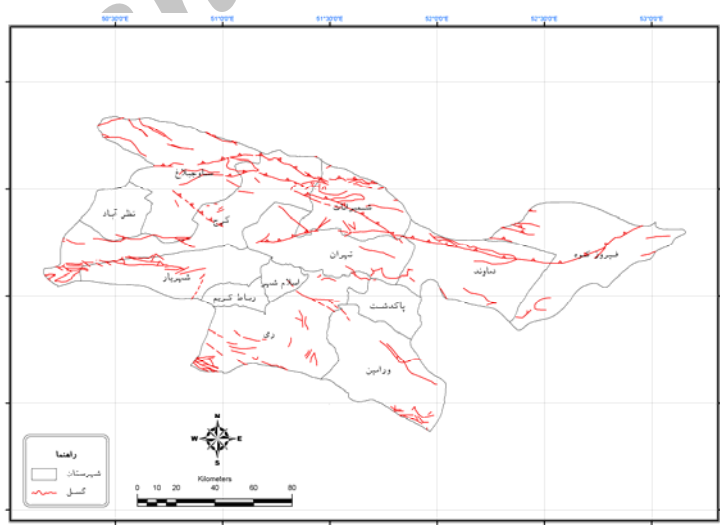 50°30'0"E 51°0'0"E 51°30'0"E 52°0'0"E 52°30'0"E 53°0'0"E
ساوجبلاغ
نظر آباد
کرج
شمیرانات
تهران
فیروز کوه
دماوند
شهریار
اسلام شهر
رباط کریم
پاکدشت
ری
ورامین
N
W E
S
راهنما
شهرستان
گسل
Kilometers
0 10 20 40 60 80